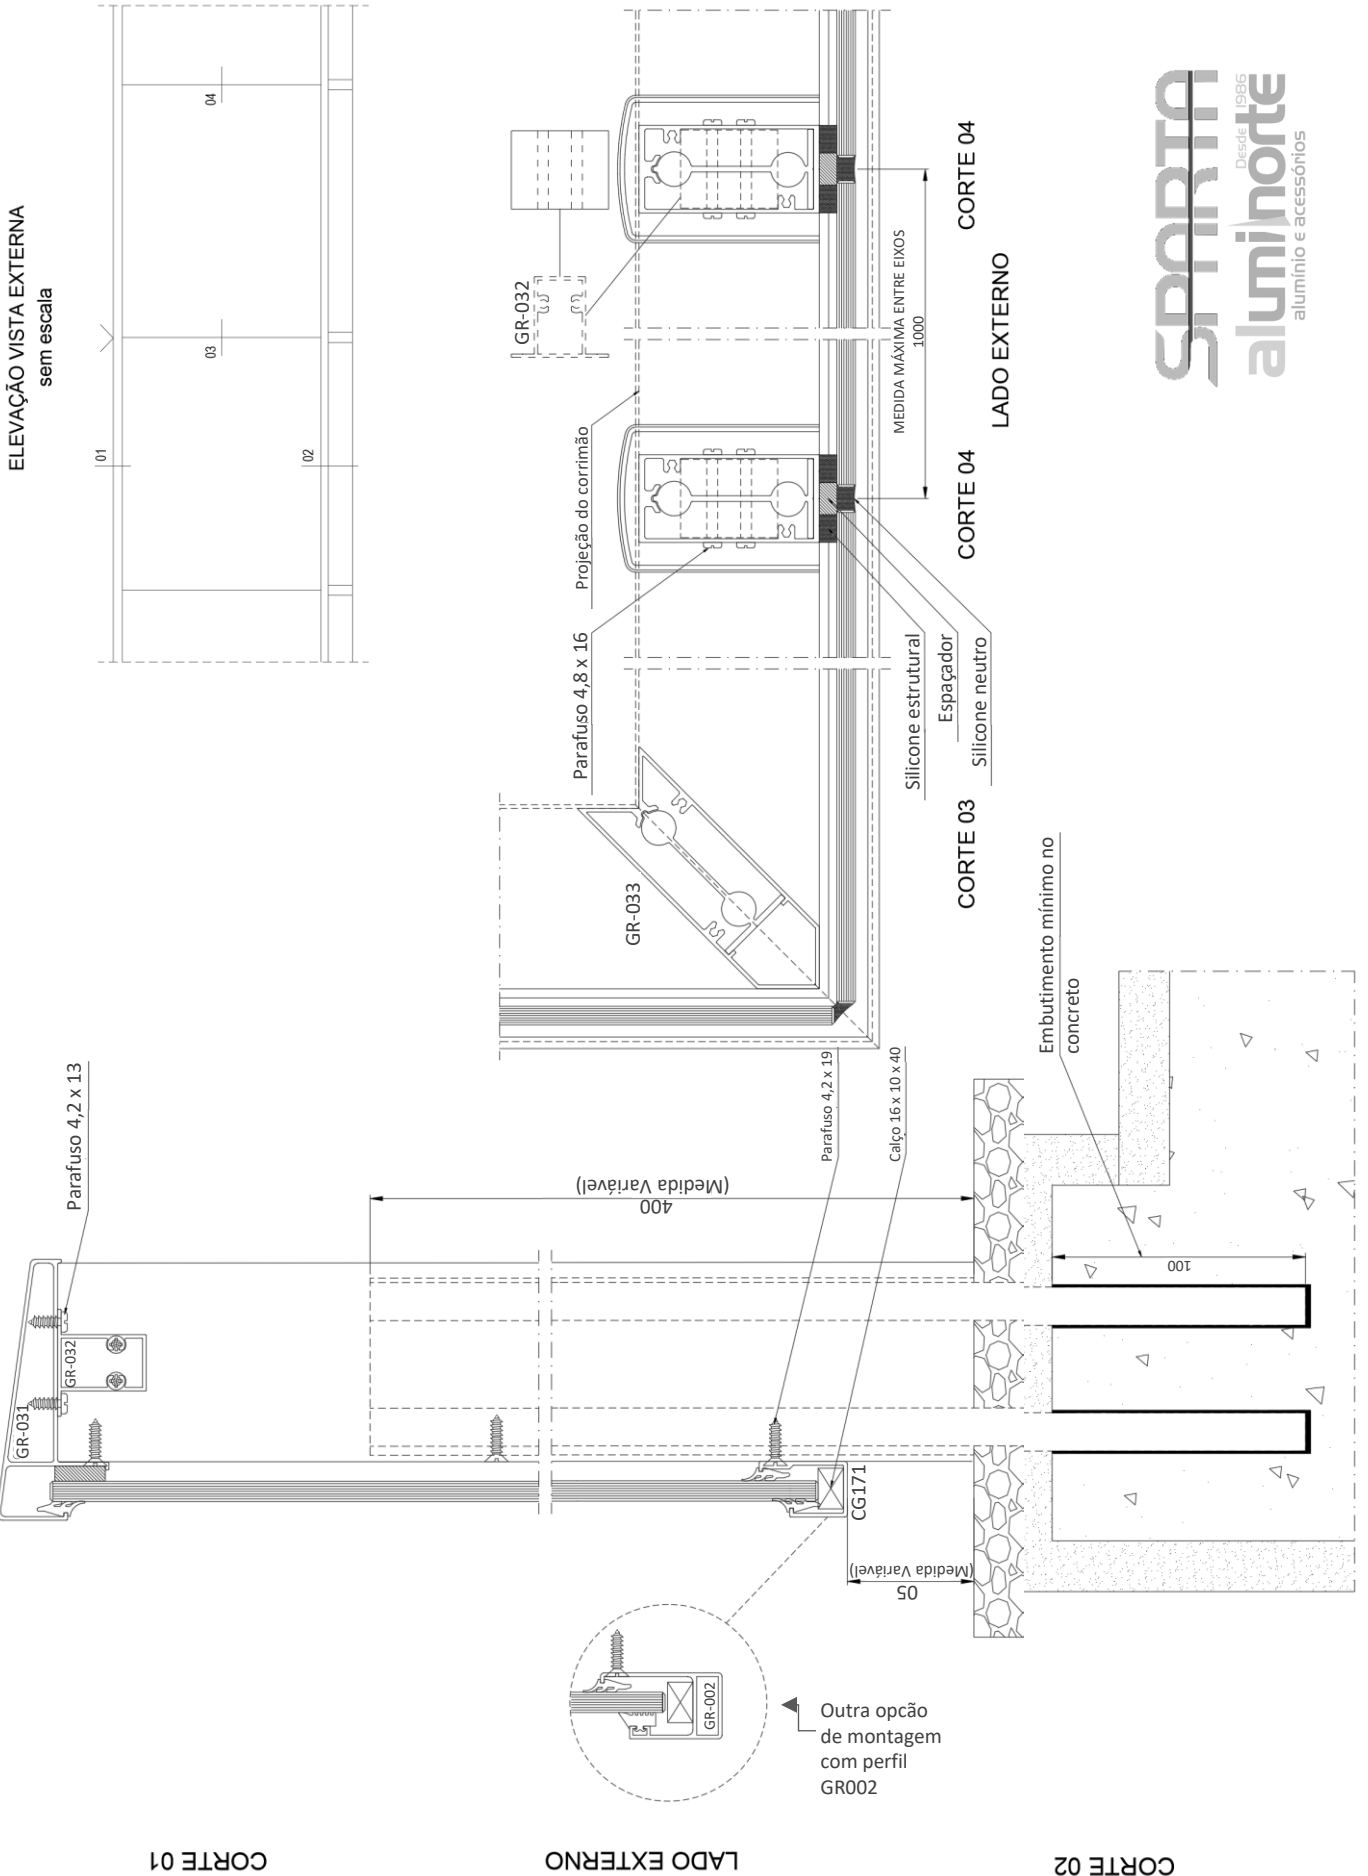 ELEVAÇÃO VISTA EXTERNA
sem escala
01
02
03
04
GR-032
Projeção do corrimão
Parafuso 4,8 x 16
GR-033
MEDIDA MÁXIMA ENTRE EIXOS
1000
Silicone estrutural
Espaçador
Silicone neutro
CORTE 03
CORTE 04
CORTE 04
LADO EXTERNO
SPARTA
Desde 1986
aluminorte
alumínio e acessórios
Parafuso 4,2 x 13
GR-031
GR-032
400
(Medida Variável)
Parafuso 4,2 x 19
Calço 16 x 10 x 40
CG171
05
(Medida Variável)
Embutimento mínimo no
concreto
100
GR-002
Outra opcão
de montagem
com perfil
GR002
CORTE 01
LADO EXTERNO
CORTE 02